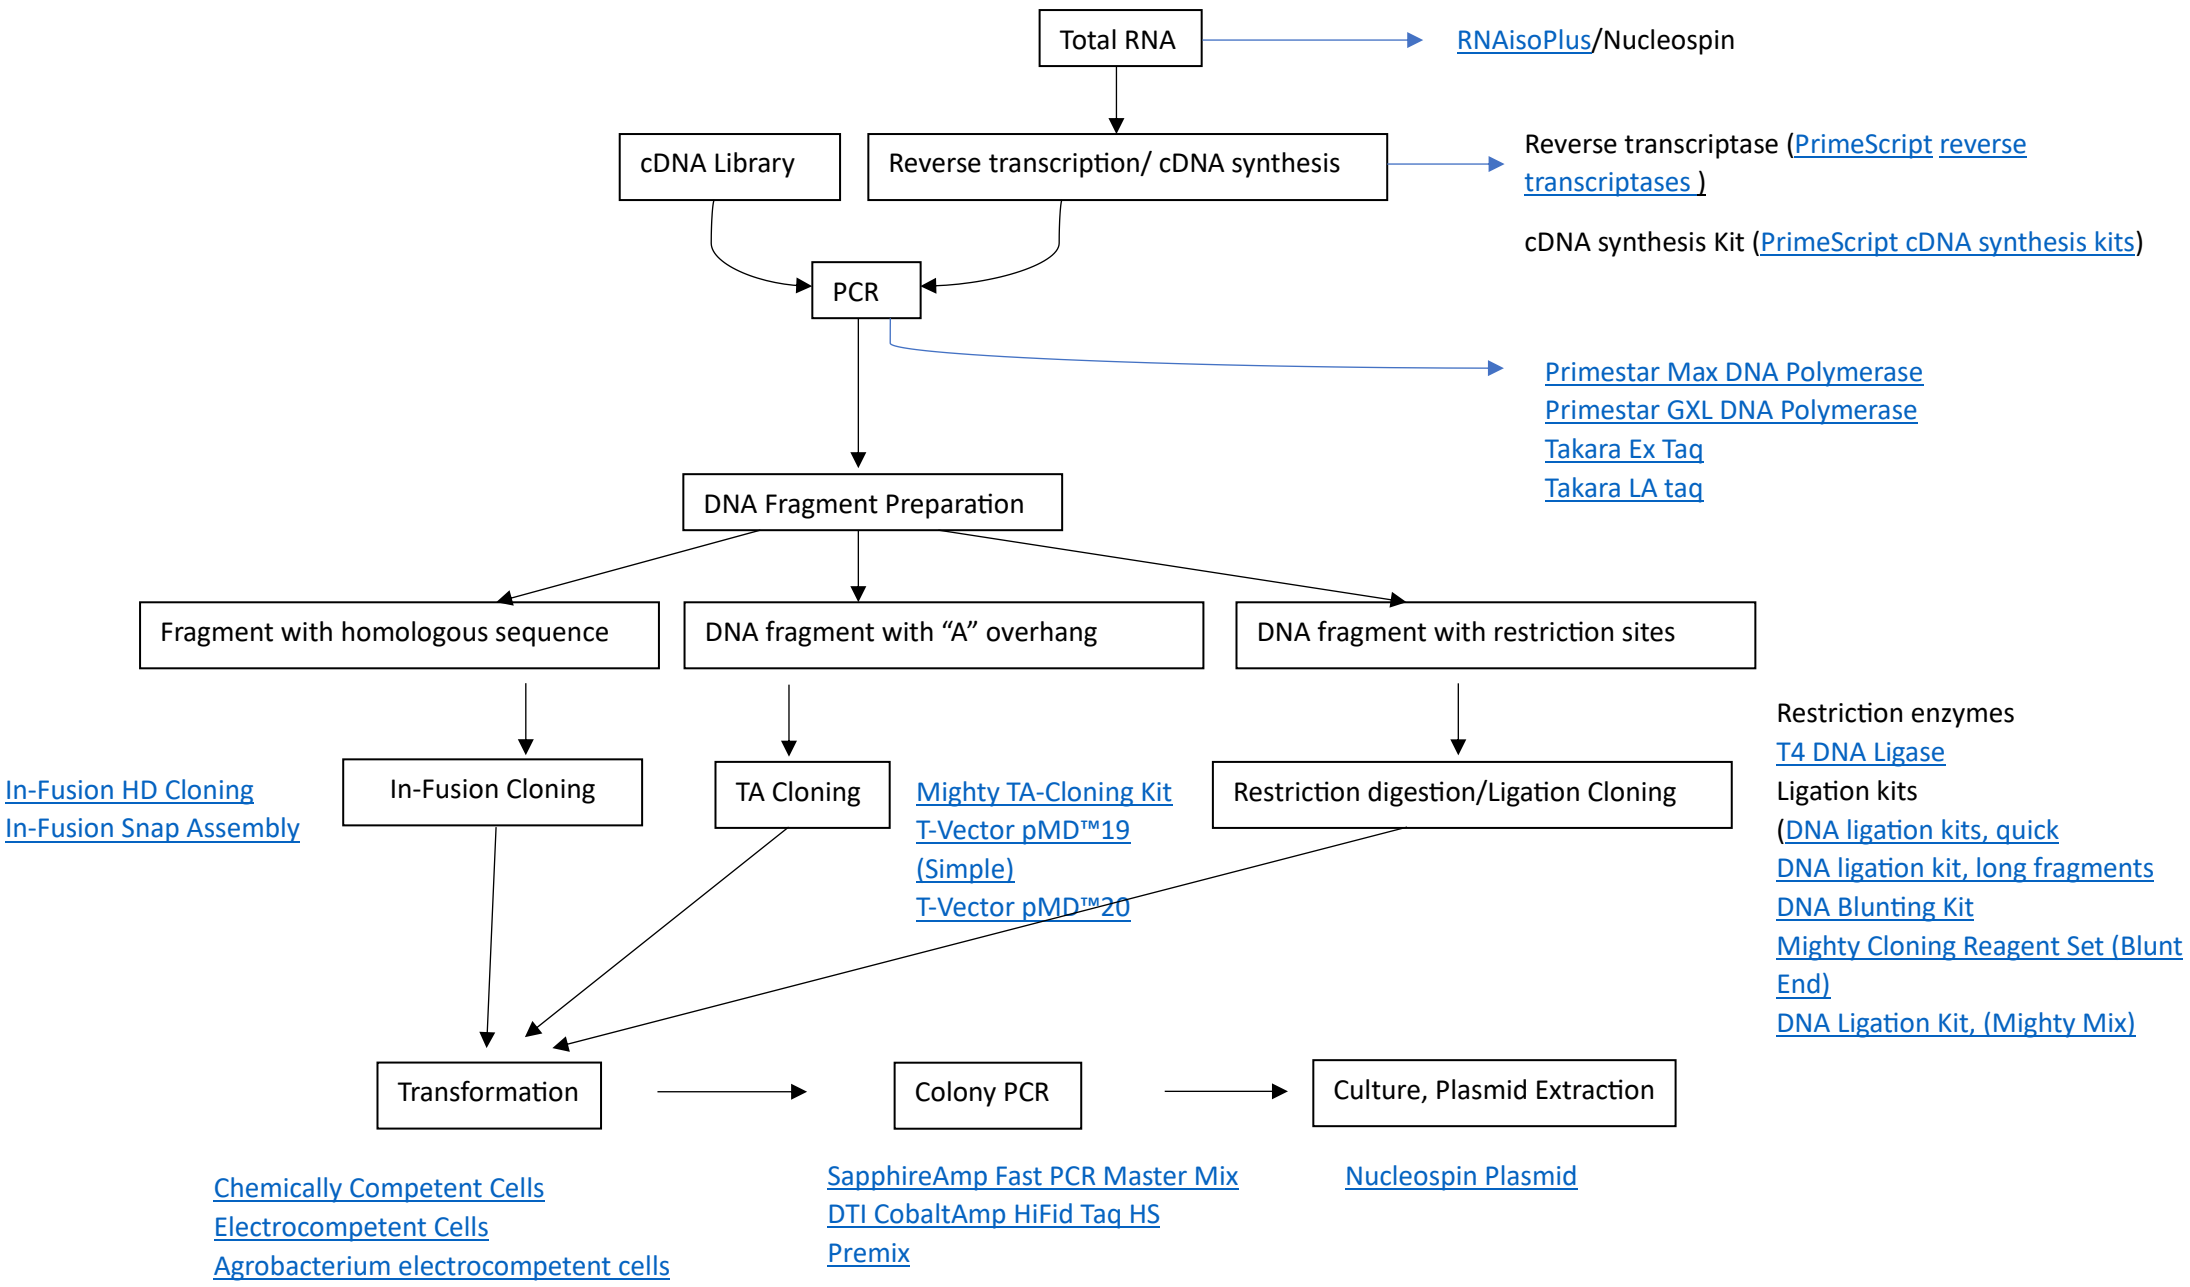 Total RNA
RNAisoPlus/Nucleospin
cDNA Library
Reverse transcription/ cDNA synthesis
Reverse transcriptase (PrimeScript reverse
transcriptases )
cDNA synthesis Kit (PrimeScript cDNA synthesis kits)
PCR
Primestar Max DNA Polymerase
Primestar GXL DNA Polymerase
Takara Ex Taq
Takara LA taq
DNA Fragment Preparation
Fragment with homologous sequence
DNA fragment with “A” overhang
DNA fragment with restriction sites
In-Fusion HD Cloning
In-Fusion Snap Assembly
In-Fusion Cloning
TA Cloning
Mighty TA-Cloning Kit
T-Vector pMD™19
(Simple)
T-Vector pMD™20
Restriction digestion/Ligation Cloning
Restriction enzymes
T4 DNA Ligase
Ligation kits
(DNA ligation kits, quick
DNA ligation kit, long fragments
DNA Blunting Kit
Mighty Cloning Reagent Set (Blunt
End)
DNA Ligation Kit, (Mighty Mix)
Transformation
Colony PCR
Culture, Plasmid Extraction
Chemically Competent Cells
Electrocompetent Cells
Agrobacterium electrocompetent cells
SapphireAmp Fast PCR Master Mix
DTI CobaltAmp HiFid Taq HS
Premix
Nucleospin Plasmid